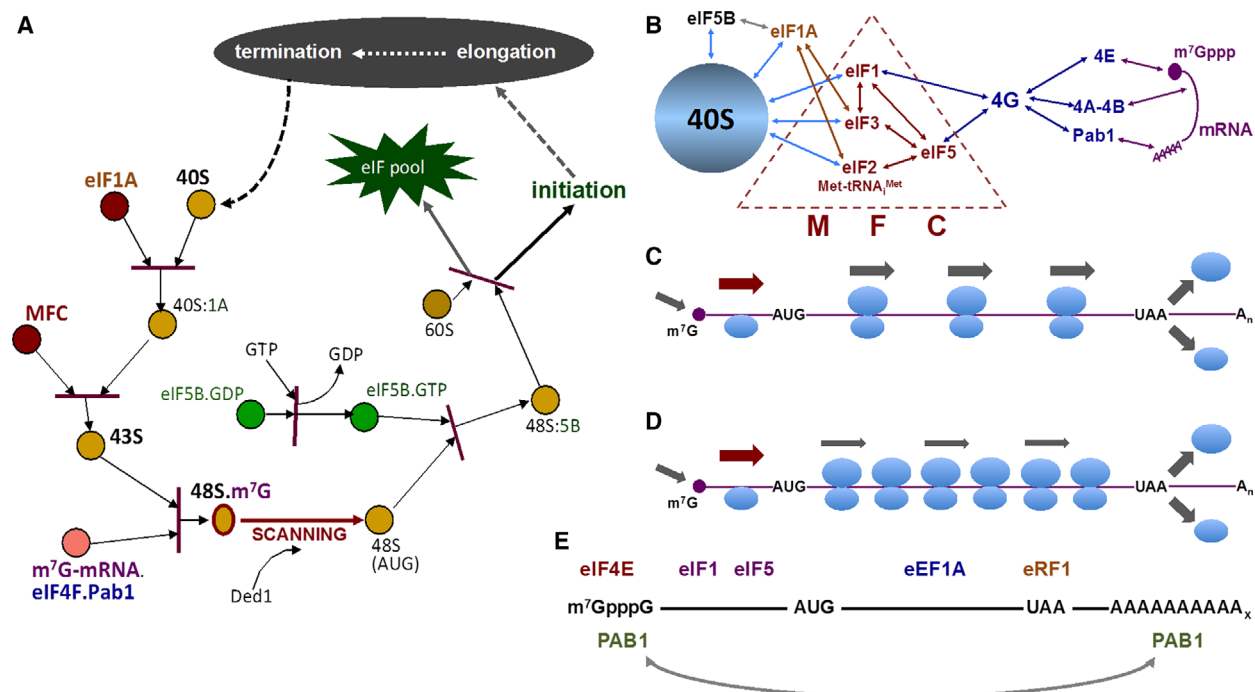 A
termination
elongation
eIF pool
eIF1A
40S
initiation
40S:1A
60S
MFC
GTP
GDP
eIF5B.GDP
eIF5B.GTP
48S:5B
43S
48S.m⁷G
SCANNING
48S
(AUG)
m⁷G-mRNA.
eIF4F.Pab1
Ded1
B
eIF5B
eIF1A
40S
eIF1
eIF3
eIF5
eIF2
Met-tRNAᵢᴹᵉᵗ
M F C
4G
4E
4A-4B
Pab1
m⁷Gppp
mRNA
AAAA
C
m⁷G
AUG
UAA
Aₙ
D
m⁷G
AUG
UAA
Aₙ
E
eIF4E eIF1 eIF5 eEF1A eRF1
m⁷GpppG AUG UAA AAAAAAAAAAₓ
PAB1 PAB1